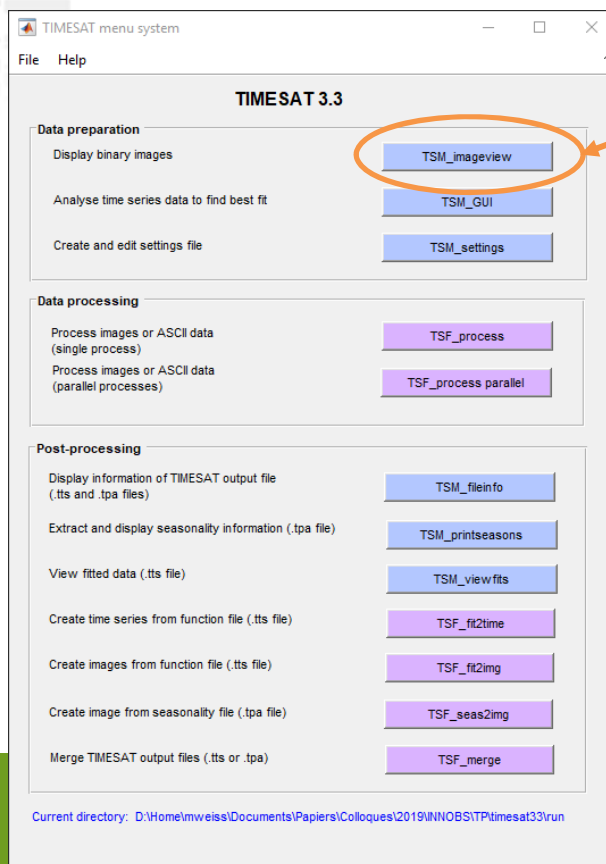 TIMESAT menu system
File Help
TIMESAT 3.3
Data preparation
Display binary images
TSM_imageview
Analyse time series data to find best fit
TSM_GUI
Create and edit settings file
TSM_settings
Data processing
Process images or ASCII data
(single process)
TSF_process
Process images or ASCII data
(parallel processes)
TSF_process parallel
Post-processing
Display information of TIMESAT output file
(.tts and .tpa files)
TSM_fileinfo
Extract and display seasonality information (.tpa file)
TSM_printseasons
View fitted data (.tts file)
TSM_viewfits
Create time series from function file (.tts file)
TSF_fit2time
Create images from function file (.tts file)
TSF_fit2img
Create image from seasonality file (.tpa file)
TSF_seas2img
Merge TIMESAT output files (.tts or .tpa)
TSF_merge
Current directory: D:\Home\mweiss\Documents\Papiers\Colloques\2019\INNOBS\TP\timesat33\run